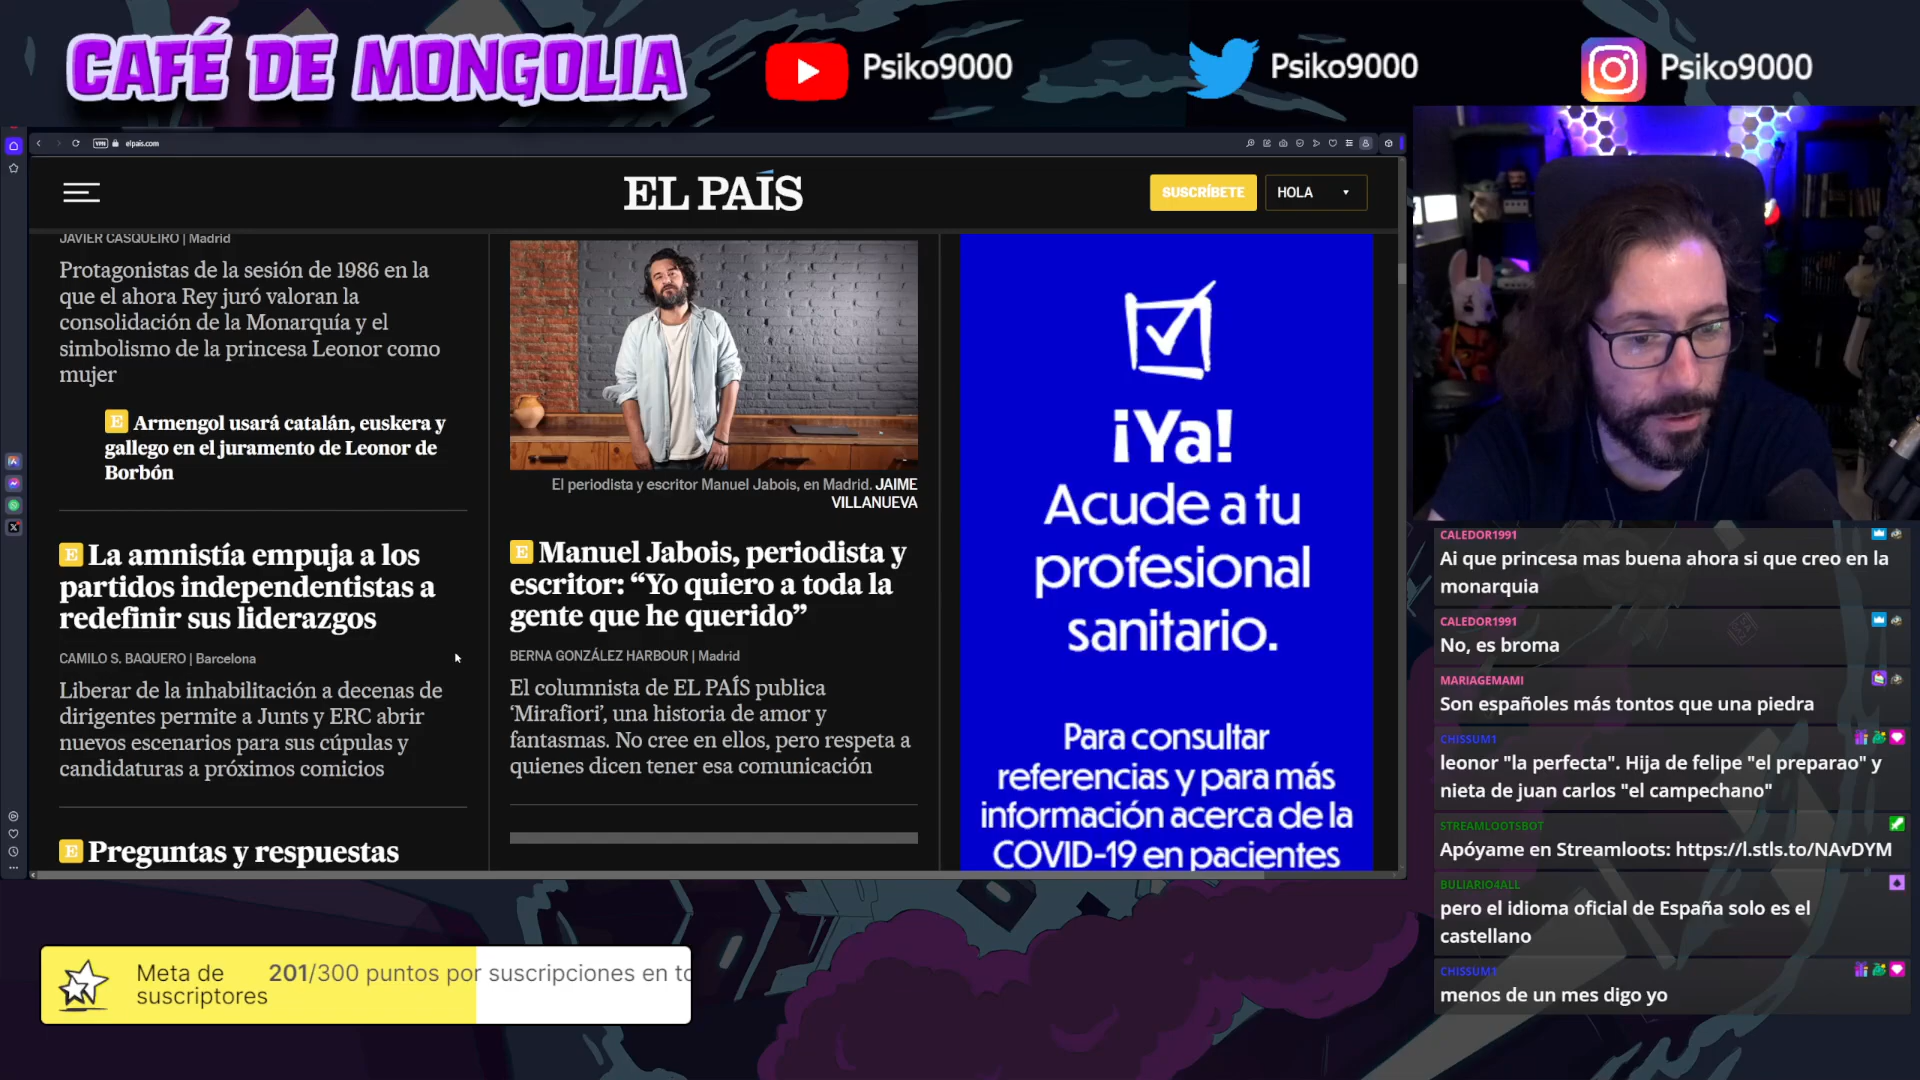 CAFÉ DE MONGOLIA
Psiko9000
Psiko9000
Psiko9000
VPN
elpais.com
EL PAÍS
SUSCRÍBETE
HOLA
JAVIER CASQUEIRO | Madrid
Protagonistas de la sesión de 1986 en la
que el ahora Rey juró valoran la
consolidación de la Monarquía y el
simbolismo de la princesa Leonor como
mujer
E Armengol usará catalán, euskera y
gallego en el juramento de Leonor de
Borbón
E La amnistía empuja a los
partidos independentistas a
redefinir sus liderazgos
CAMILO S. BAQUERO | Barcelona
Liberar de la inhabilitación a decenas de
dirigentes permite a Junts y ERC abrir
nuevos escenarios para sus cúpulas y
candidaturas a próximos comicios
E Preguntas y respuestas
El periodista y escritor Manuel Jabois, en Madrid. JAIME
VILLANUEVA
E Manuel Jabois, periodista y
escritor: “Yo quiero a toda la
gente que he querido”
BERNA GONZÁLEZ HARBOUR | Madrid
El columnista de EL PAÍS publica
‘Mirafiori’, una historia de amor y
fantasmas. No cree en ellos, pero respeta a
quienes dicen tener esa comunicación
¡Ya!
Acude a tu
profesional
sanitario.
Para consultar
referencias y para más
información acerca de la
COVID-19 en pacientes
CALEDOR1991
Ai que princesa mas buena ahora si que creo en la
monarquia
CALEDOR1991
No, es broma
MARIAGEMAMI
Son españoles más tontos que una piedra
CHISSUM1
leonor "la perfecta". Hija de felipe "el preparao" y
nieta de juan carlos "el campechano"
STREAMLOOTSBOT
Apóyame en Streamloots: https://l.stls.to/NAvDYM
BULIARIO4ALL
pero el idioma oficial de España solo es el
castellano
CHISSUM1
menos de un mes digo yo
Meta de
suscriptores
201/300 puntos por suscripciones en to